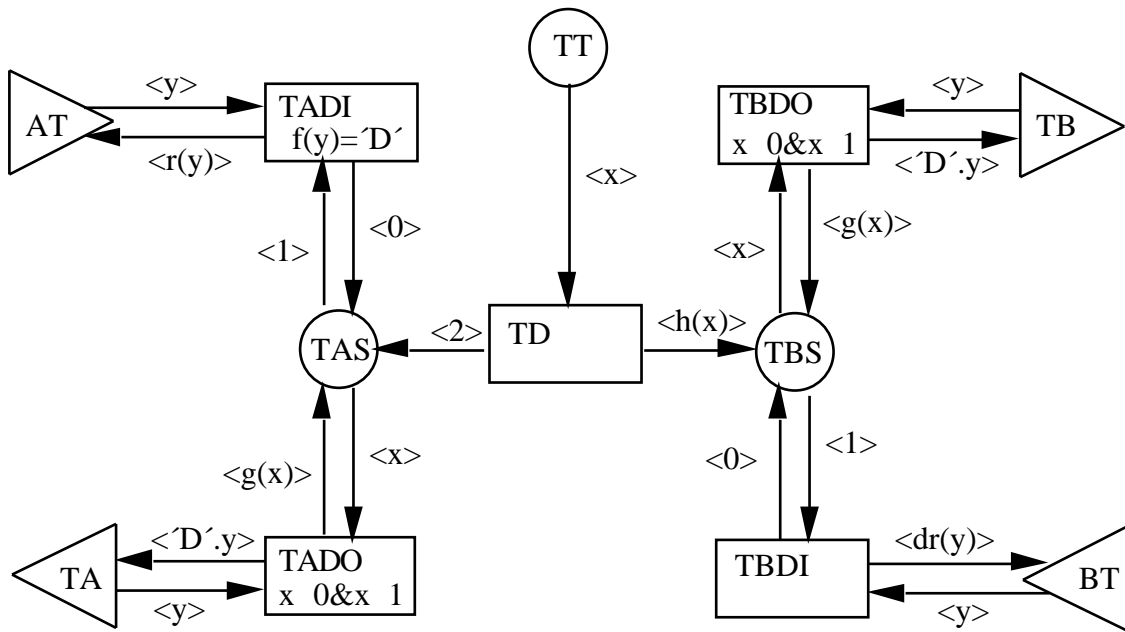 TT
<y>
AT
<r(y)>
TADI
f(y)=´D´
TBDO
x 0&x 1
<y>
TB
<´D´.y>
<x>
<1>
<0>
<x>
<g(x)>
TAS
<2>
TD
<h(x)>
TBS
<g(x)>
<x>
<0>
<1>
<´D´.y>
TA
<y>
TADO
x 0&x 1
TBDI
<dr(y)>
BT
<y>